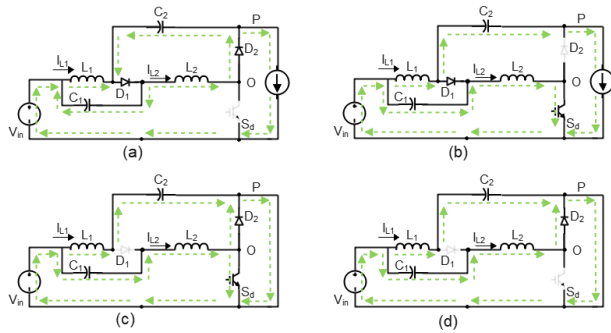 C2 P
D2
IL1 L1 IL2 L2 O
D1
C1
Vin Sd
(a)
C2 P
D2
IL1 L1 IL2 L2 O
D1
C1
Vin Sd
(b)
C2 P
D2
IL1 L1 IL2 L2 O
D1
C1
Vin Sd
(c)
C2 P
D2
IL1 L1 IL2 L2 O
D1
C1
Vin Sd
(d)